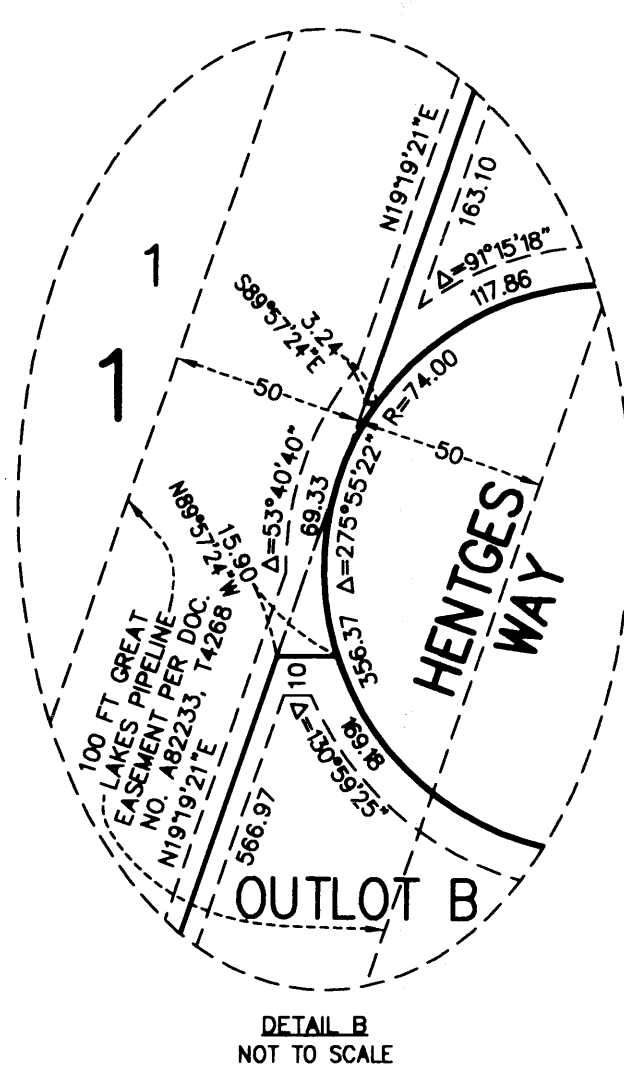 N19°19'21"E
163.10
Δ=91°15'18"
117.86
1
1
S89°57'24"E
3.24
50
R=74.00
50
Δ=53°40'40"
69.33
Δ=275°55'22"
356.37
N89°57'24"W
15.90
HENTGES
WAY
100 FT GREAT
LAKES PIPELINE
EASEMENT PER DOC.
NO. A82233, T4268
N19°19'21"E
10
169.18
Δ=130°59'25"
566.97
OUTLOT B
DETAIL B
NOT TO SCALE